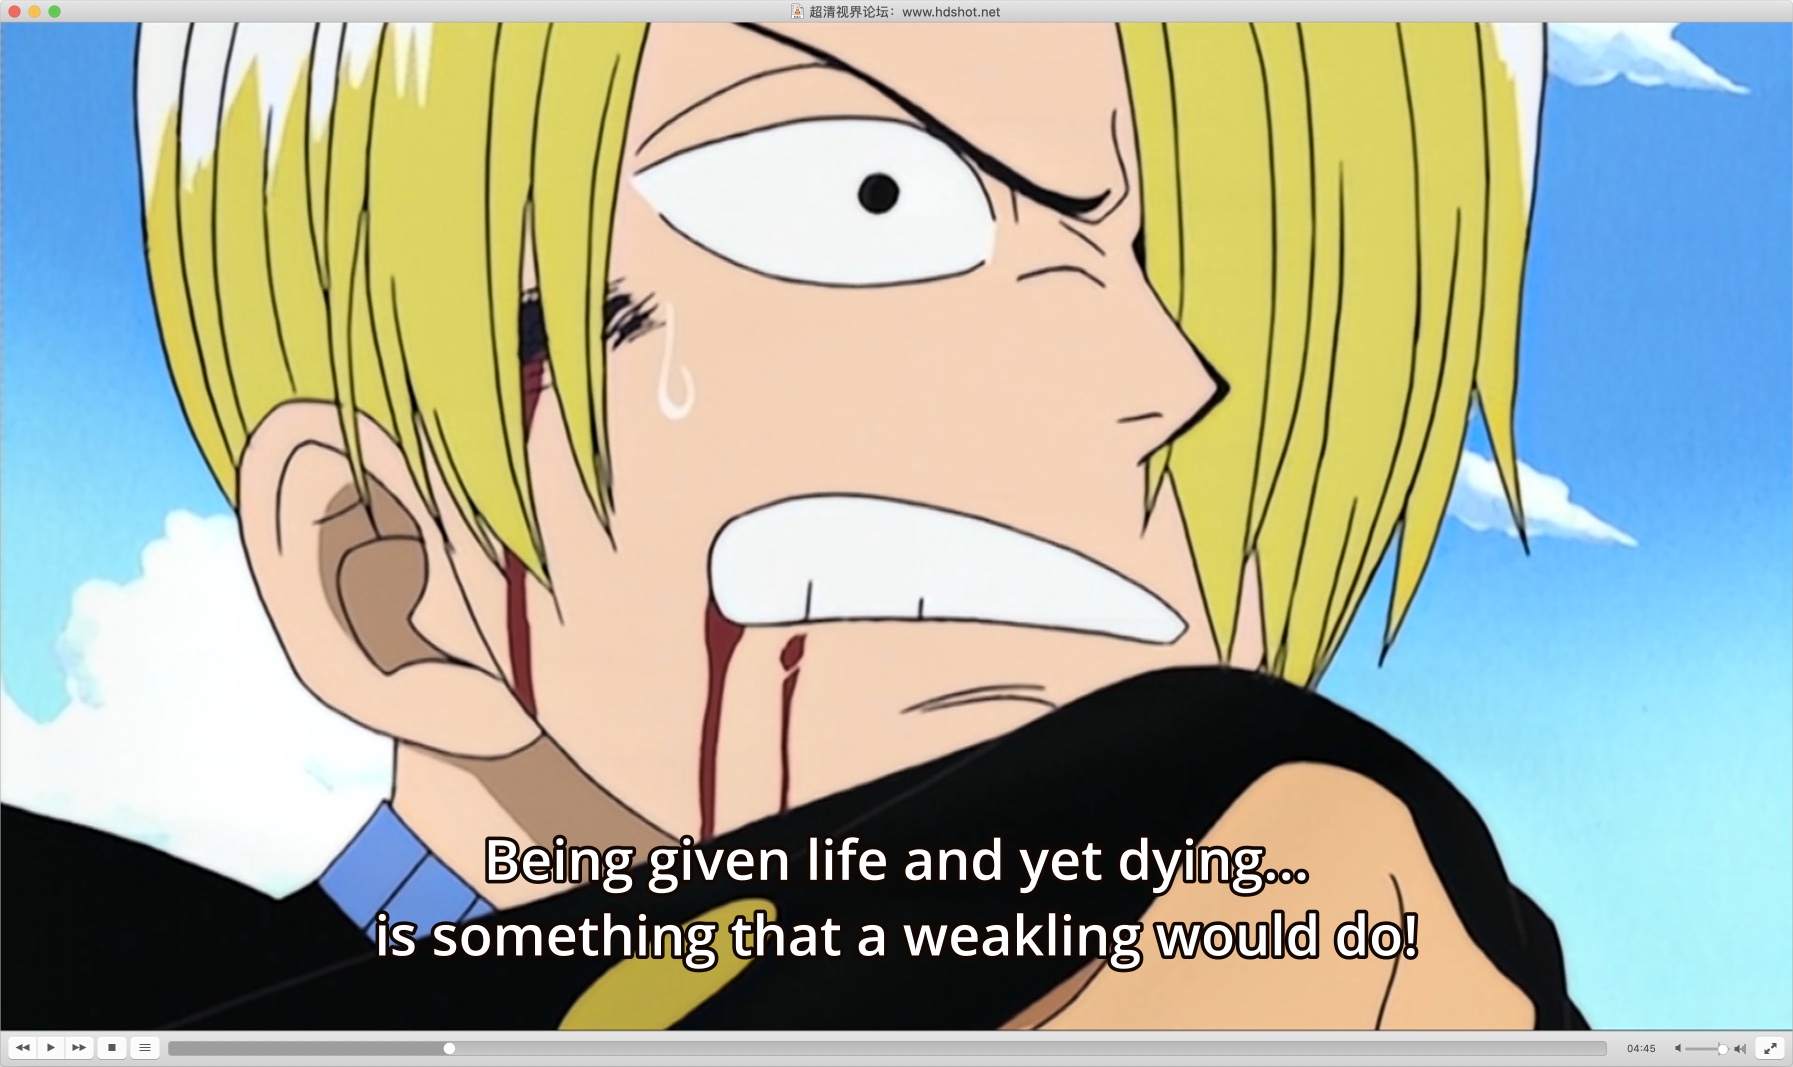 超清视界论坛：www.hdshot.net
Being given life and yet dying...
is something that a weakling would do!
04:45